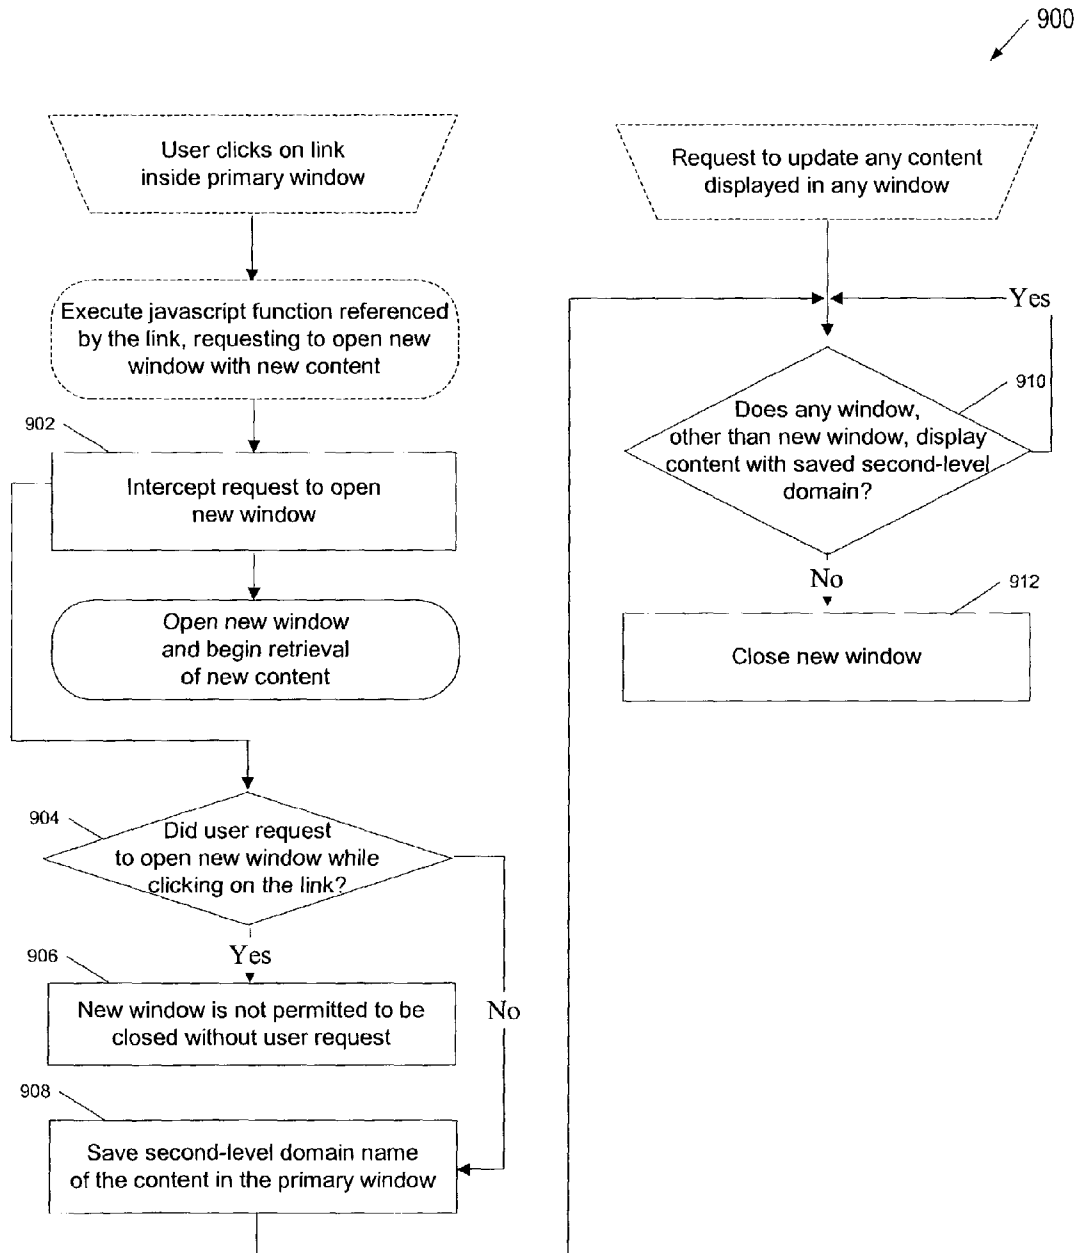 900
User clicks on link
inside primary window
Execute javascript function referenced
by the link, requesting to open new
window with new content
902
Intercept request to open
new window
Open new window
and begin retrieval
of new content
904
Did user request
to open new window while
clicking on the link?
Yes
No
906
New window is not permitted to be
closed without user request
908
Save second-level domain name
of the content in the primary window
Request to update any content
displayed in any window
Yes
910
Does any window,
other than new window, display
content with saved second-level
domain?
No
912
Close new window